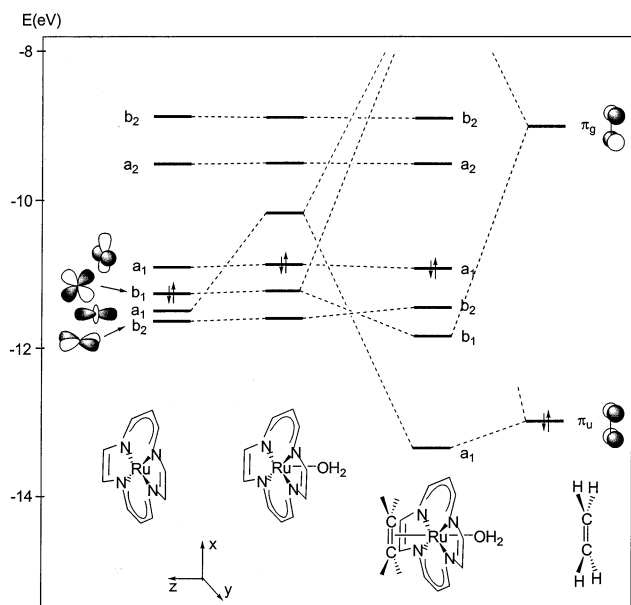 E(eV)
-8
b₂
b₂
πg
a₂
a₂
-10
a₁
a₁
b₁
a₁
b₂
b₂
b₁
-12
πu
a₁
N
N
Ru
N
N
N
N
Ru
OH₂
N
N
-14
N
N
Ru
OH₂
N
N
H
H
C
C
H
H
x
z
y